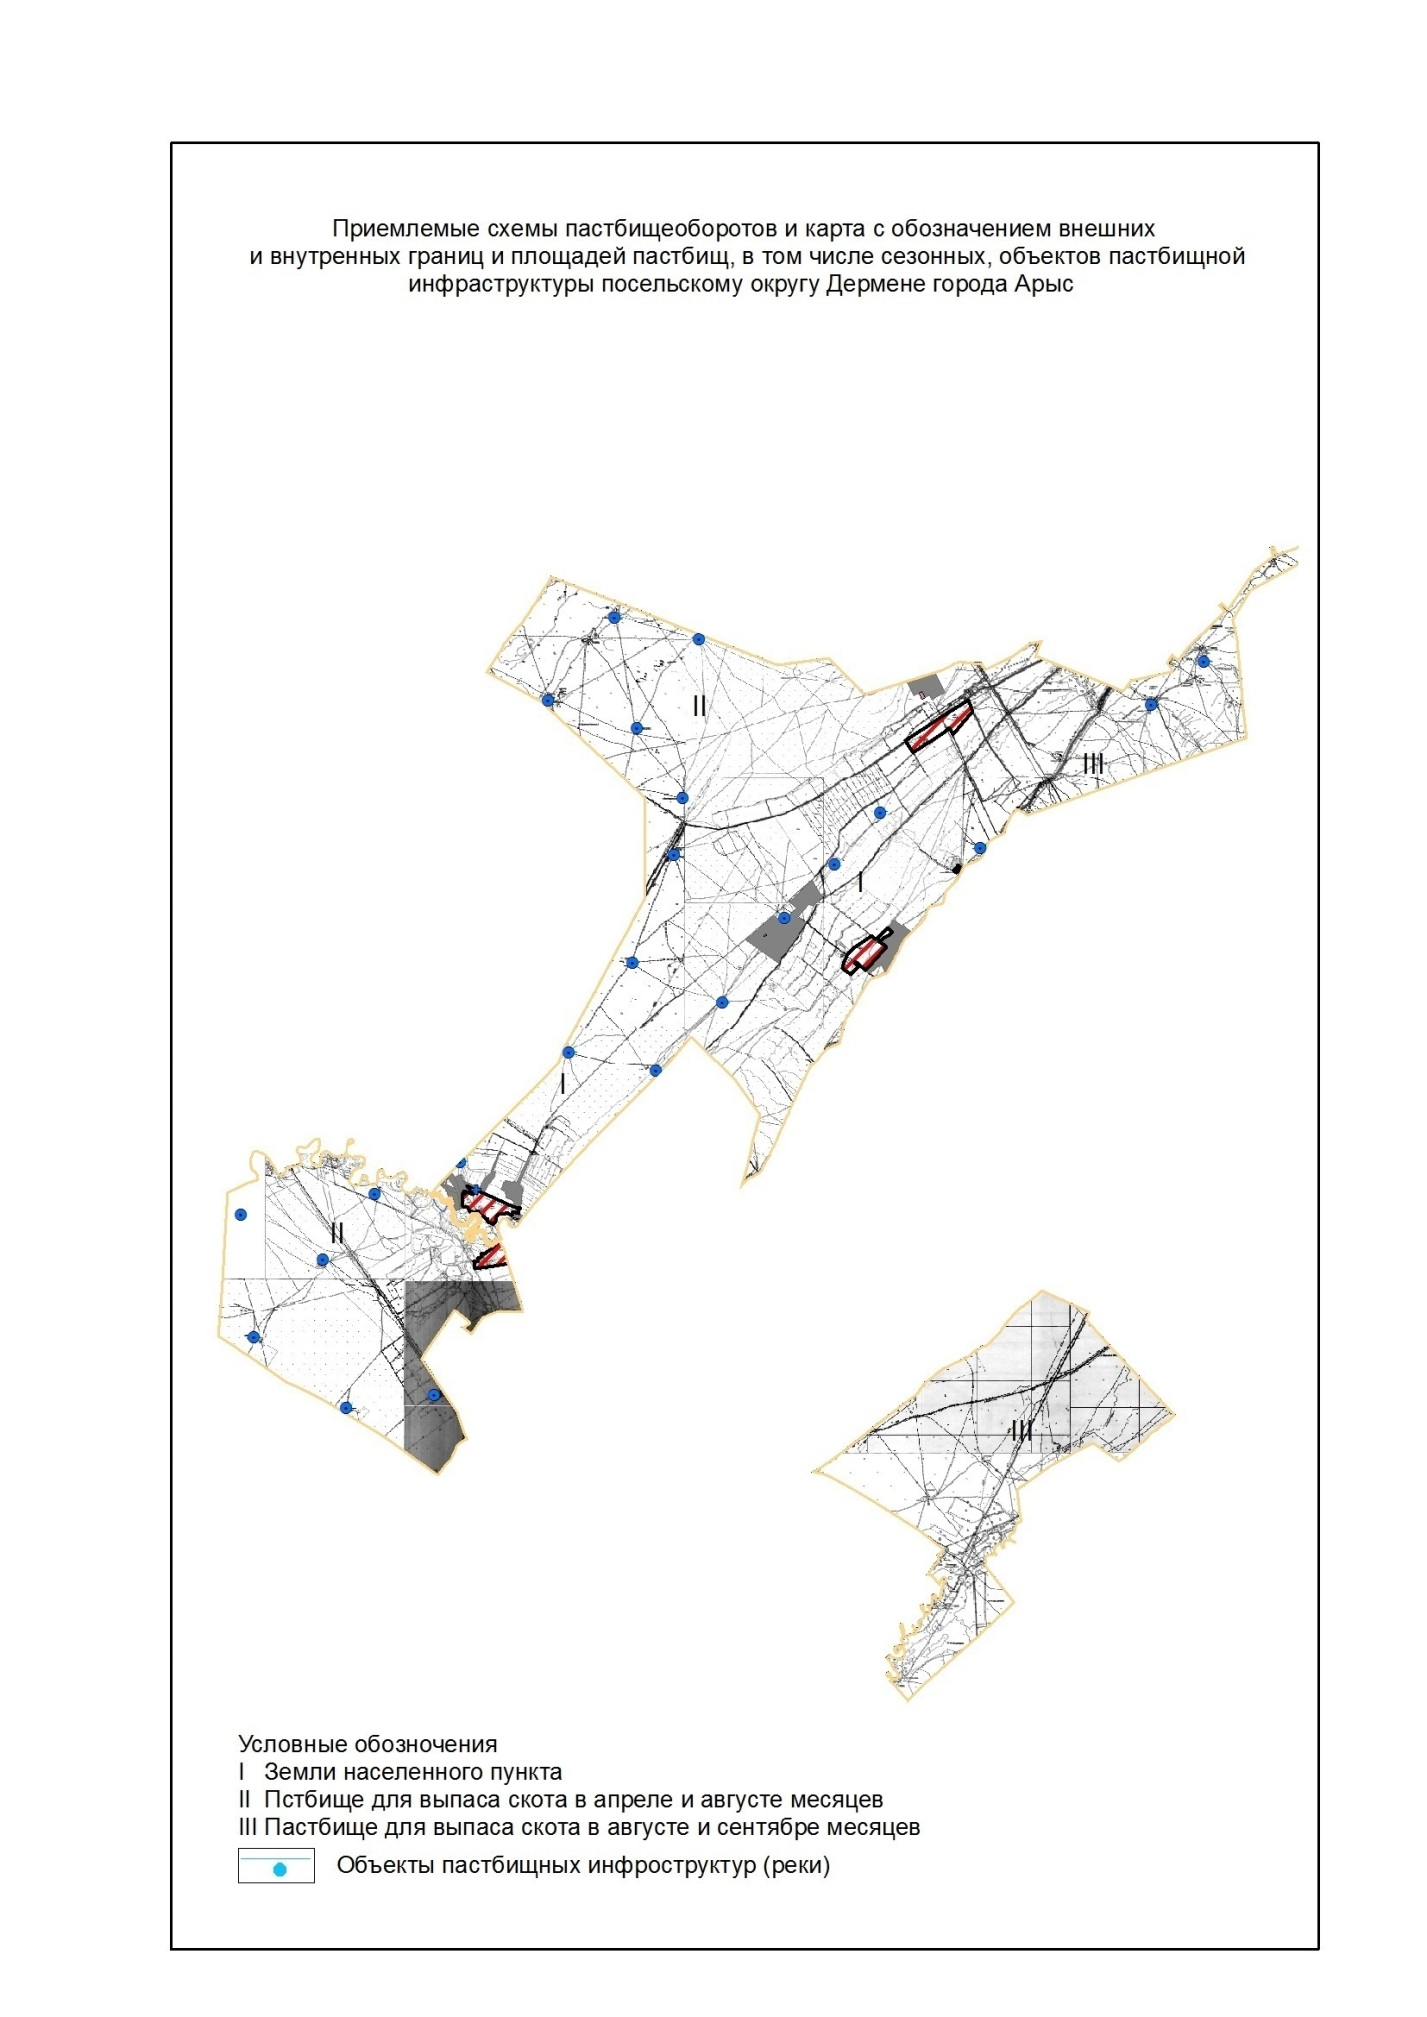 Приемлемые схемы пастбищеоборотов и карта с обозначением внешних
и внутренных границ и площадей пастбищ, в том числе сезонных, объектов пастбищной
инфраструктуры посельскому округу Дермене города Арыс
II
III
I
I
II
III
Условные обозночения
I Земли населенного пункта
II Пстбище для выпаса скота в апреле и августе месяцев
III Пастбище для выпаса скота в августе и сентябре месяцев
Объекты пастбищных инфроструктур (реки)